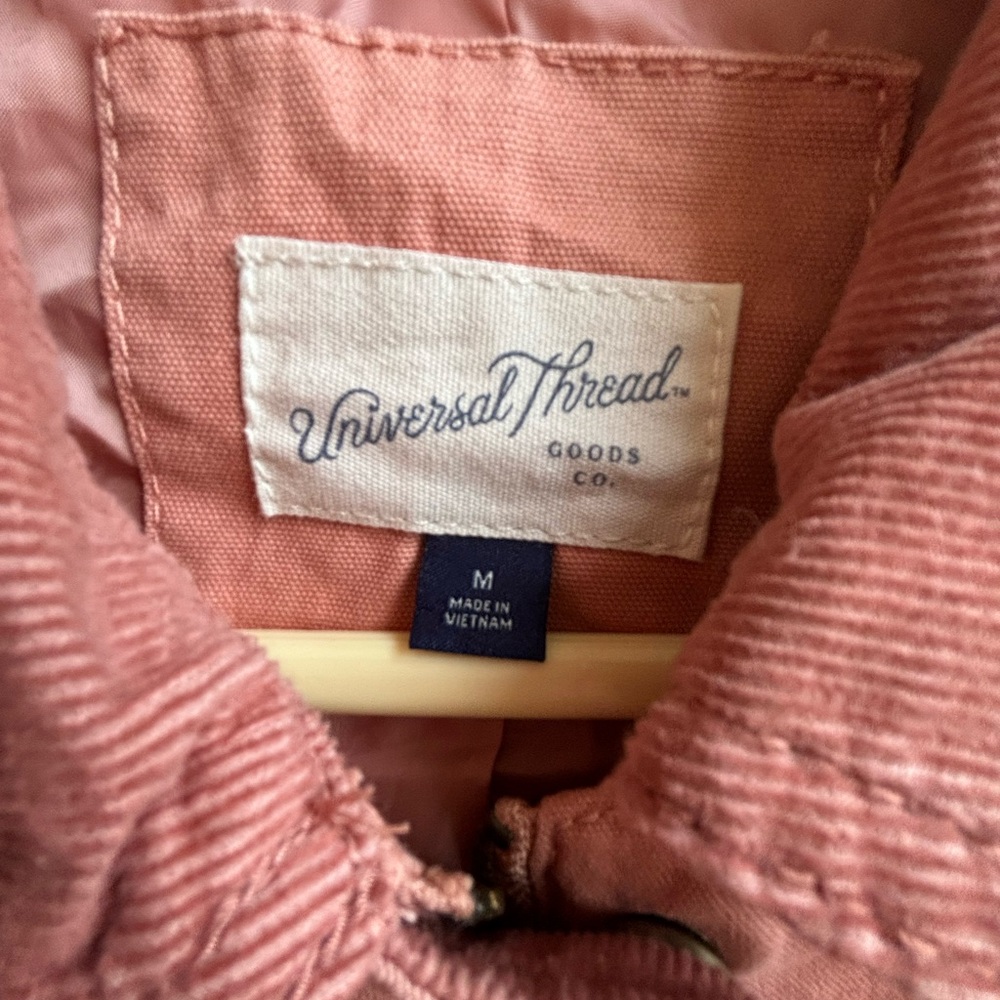 Universal Thread™
GOODS
CO.
M
MADE IN
VIETNAM